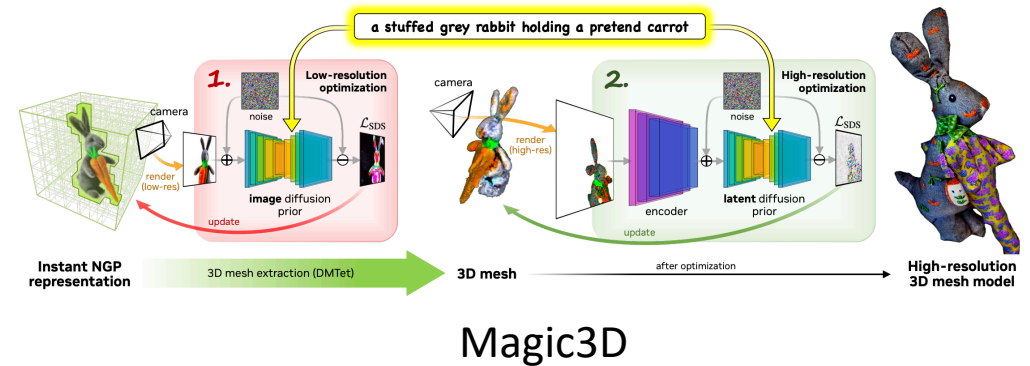 a stuffed grey rabbit holding a pretend carrot
1.
Low-resolution
optimization
camera
noise
L_SDS
render
(low-res)
image diffusion
prior
update
2.
High-resolution
optimization
camera
noise
L_SDS
render
(high-res)
encoder
latent diffusion
prior
update
Instant NGP
representation
3D mesh extraction (DMTet)
3D mesh
after optimization
High-resolution
3D mesh model
Magic3D